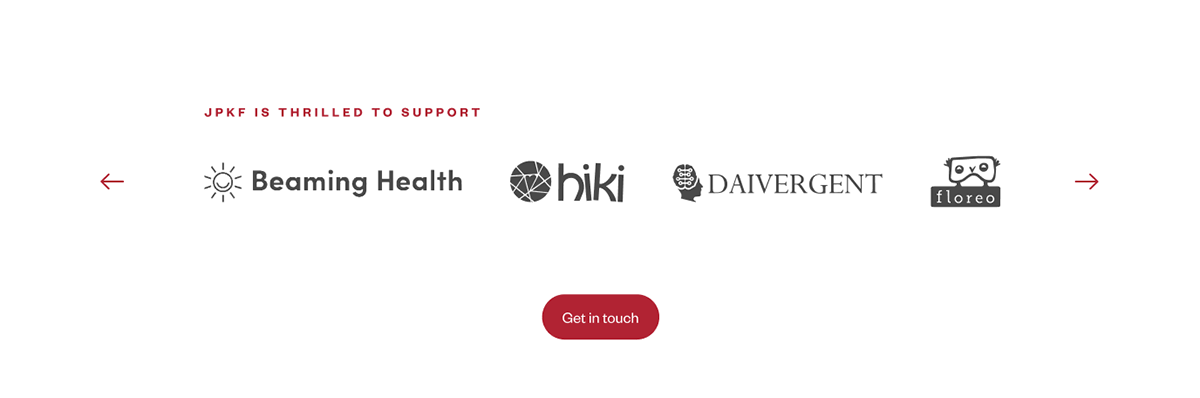 JPKF IS THRILLED TO SUPPORT
Beaming Health
hiki
DAIVERGENT
floreo
Get in touch